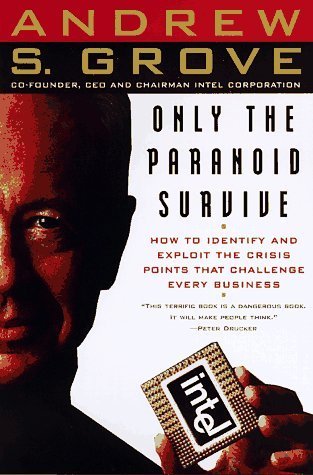 ANDREW
S. GROVE
CO-FOUNDER, CEO AND CHAIRMAN INTEL CORPORATION
ONLY THE
PARANOID
SURVIVE
HOW TO IDENTIFY AND
EXPLOIT THE CRISIS
POINTS THAT CHALLENGE
EVERY BUSINESS
"THIS TERRIFIC BOOK IS A DANGEROUS BOOK.
IT WILL MAKE PEOPLE THINK."
—PETER DRUCKER
intel